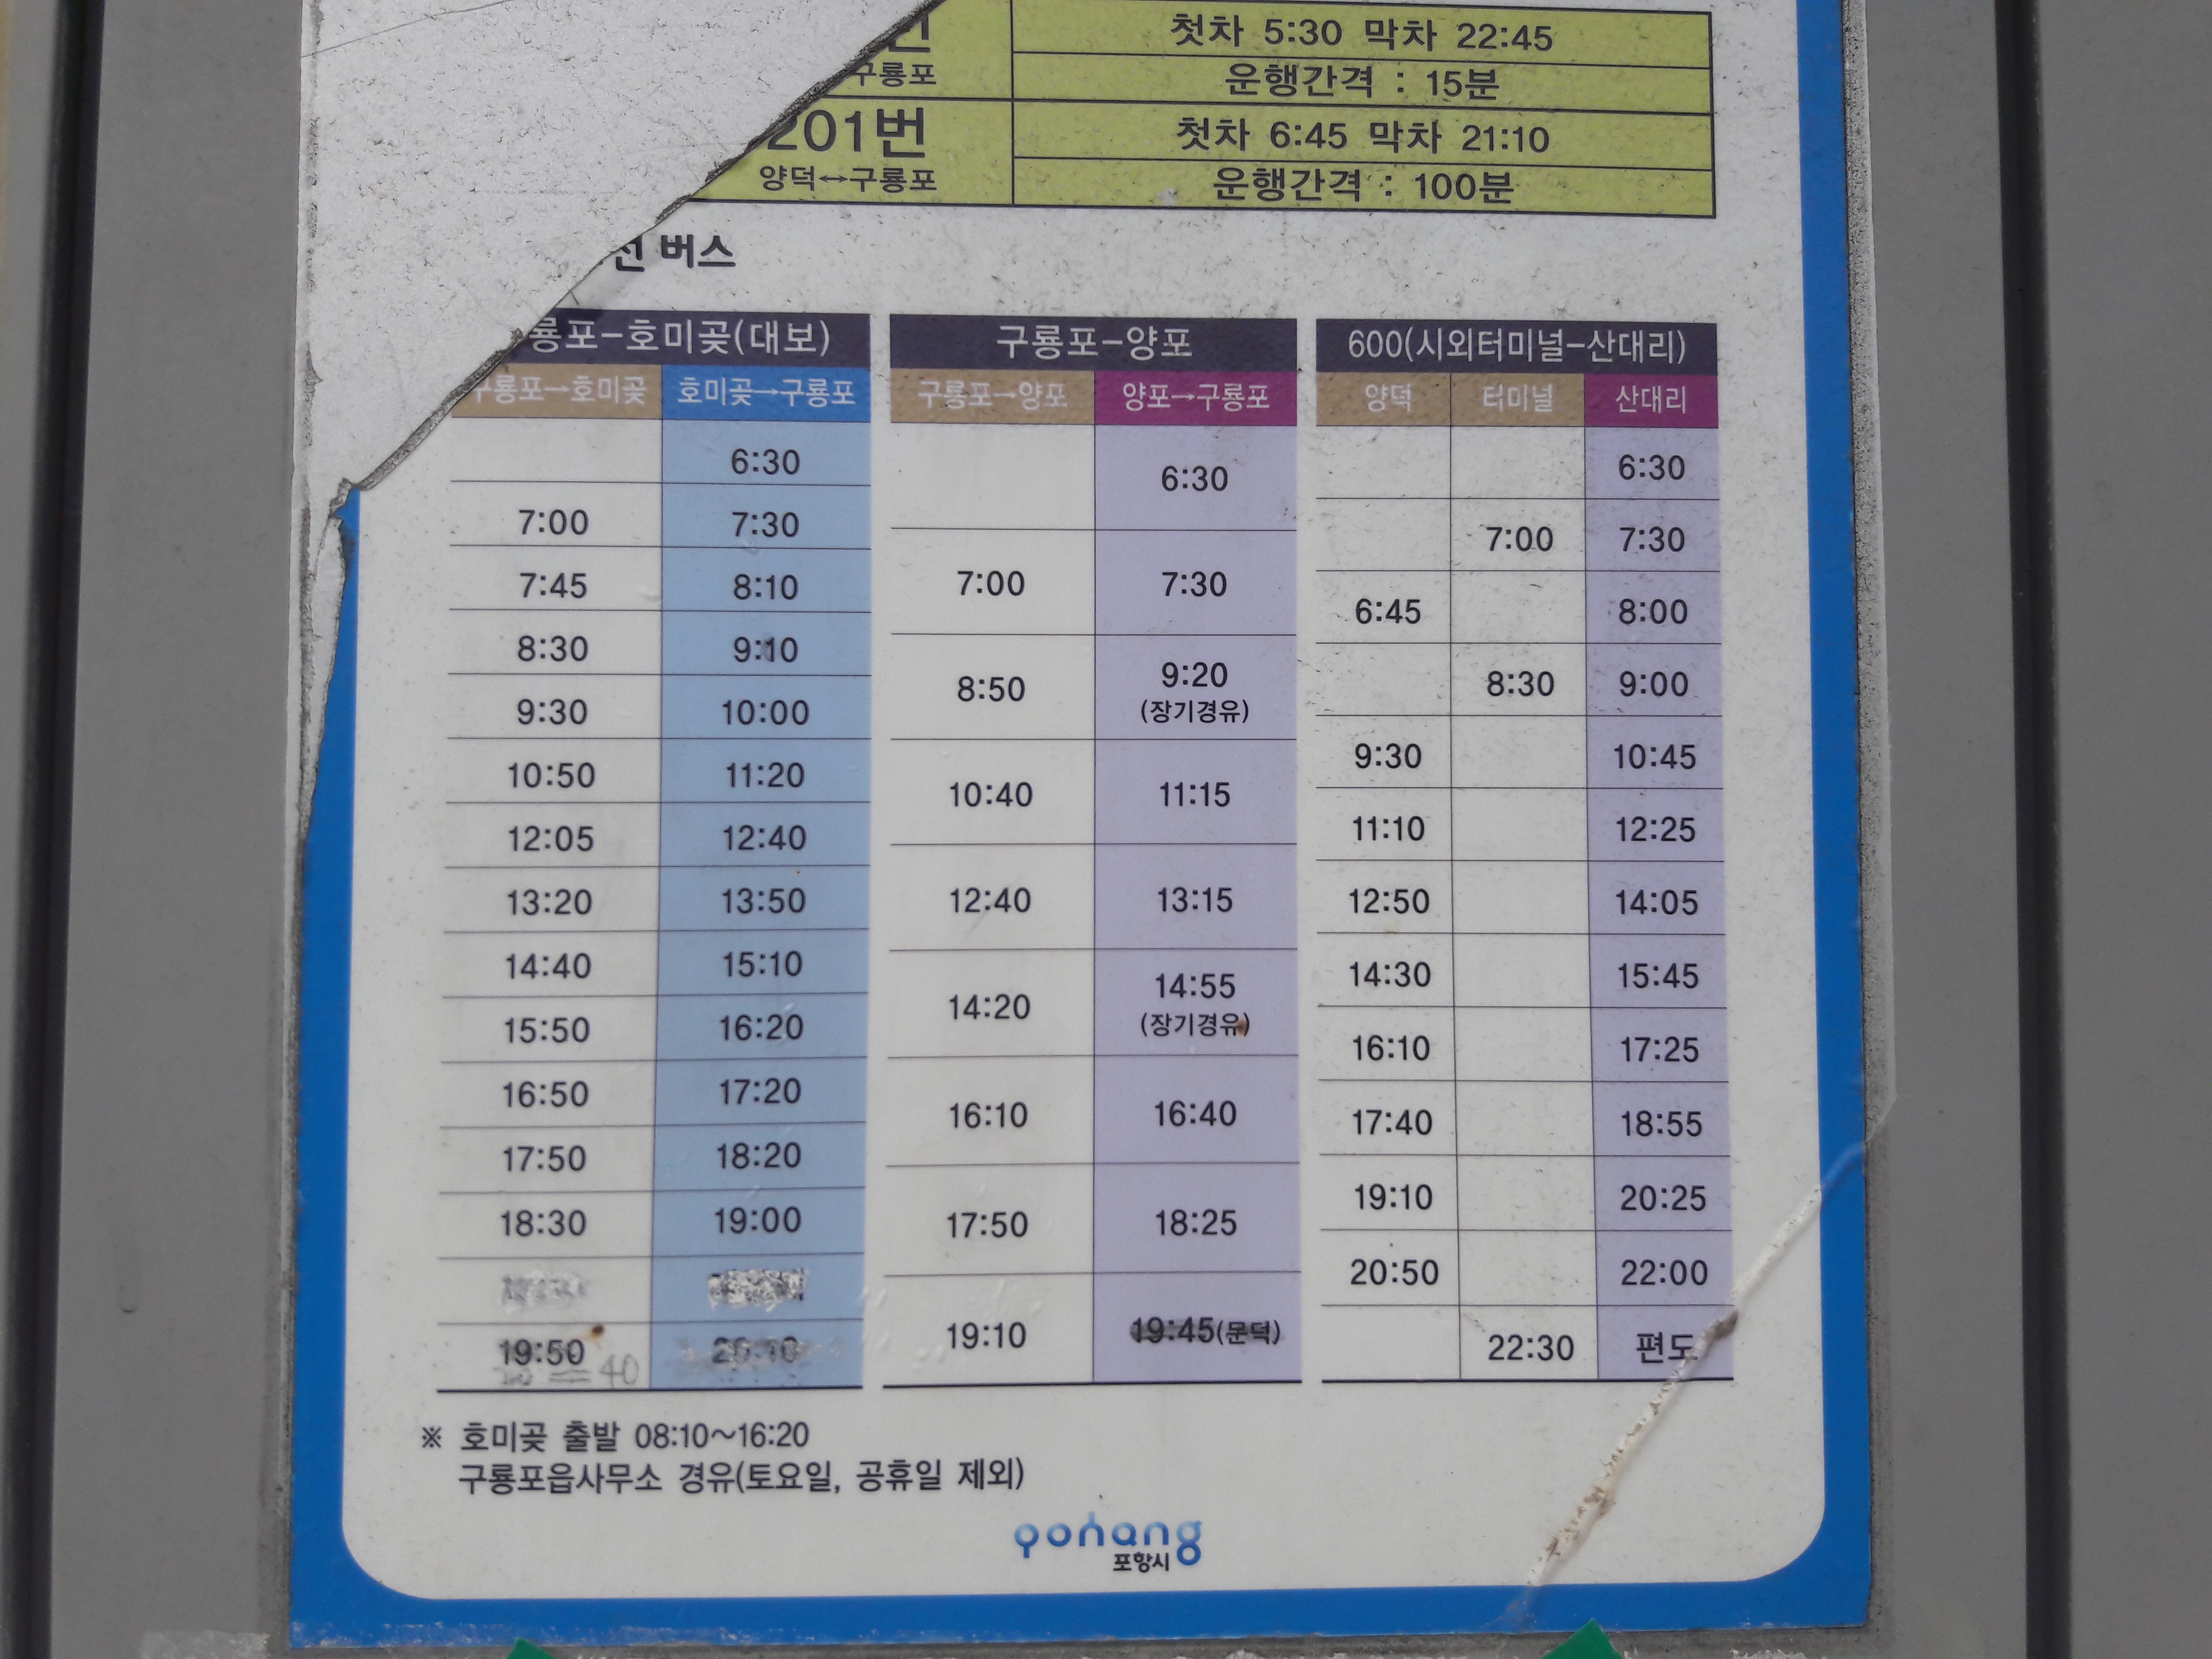 첫차 5:30 막차 22:45
구룡포 운행간격 : 15분
201번 첫차 6:45 막차 21:10
양덕↔구룡포 운행간격 : 100분
버스
룡포-호미곶(대보) 구룡포-양포 600(시외터미널-산대리)
구룡포→호미곶 호미곶→구룡포 구룡포→양포 양포→구룡포 양덕 터미널 산대리
6:30
7:00 7:30
7:45 8:10
8:30 9:10
9:30 10:00
10:50 11:20
12:05 12:40
13:20 13:50
14:40 15:10
15:50 16:20
16:50 17:20
17:50 18:20
18:30 19:00
19:50
40
6:30
7:00 7:30
8:50 9:20
(장기경유)
10:40 11:15
12:40 13:15
14:20 14:55
(장기경유)
16:10 16:40
17:50 18:25
19:10 19:45(문덕)
6:30
7:00 7:30
6:45 8:00
8:30 9:00
9:30 10:45
11:10 12:25
12:50 14:05
14:30 15:45
16:10 17:25
17:40 18:55
19:10 20:25
20:50 22:00
22:30 편도
※ 호미곶 출발 08:10~16:20
구룡포읍사무소 경유(토요일, 공휴일 제외)
pohang
포항시